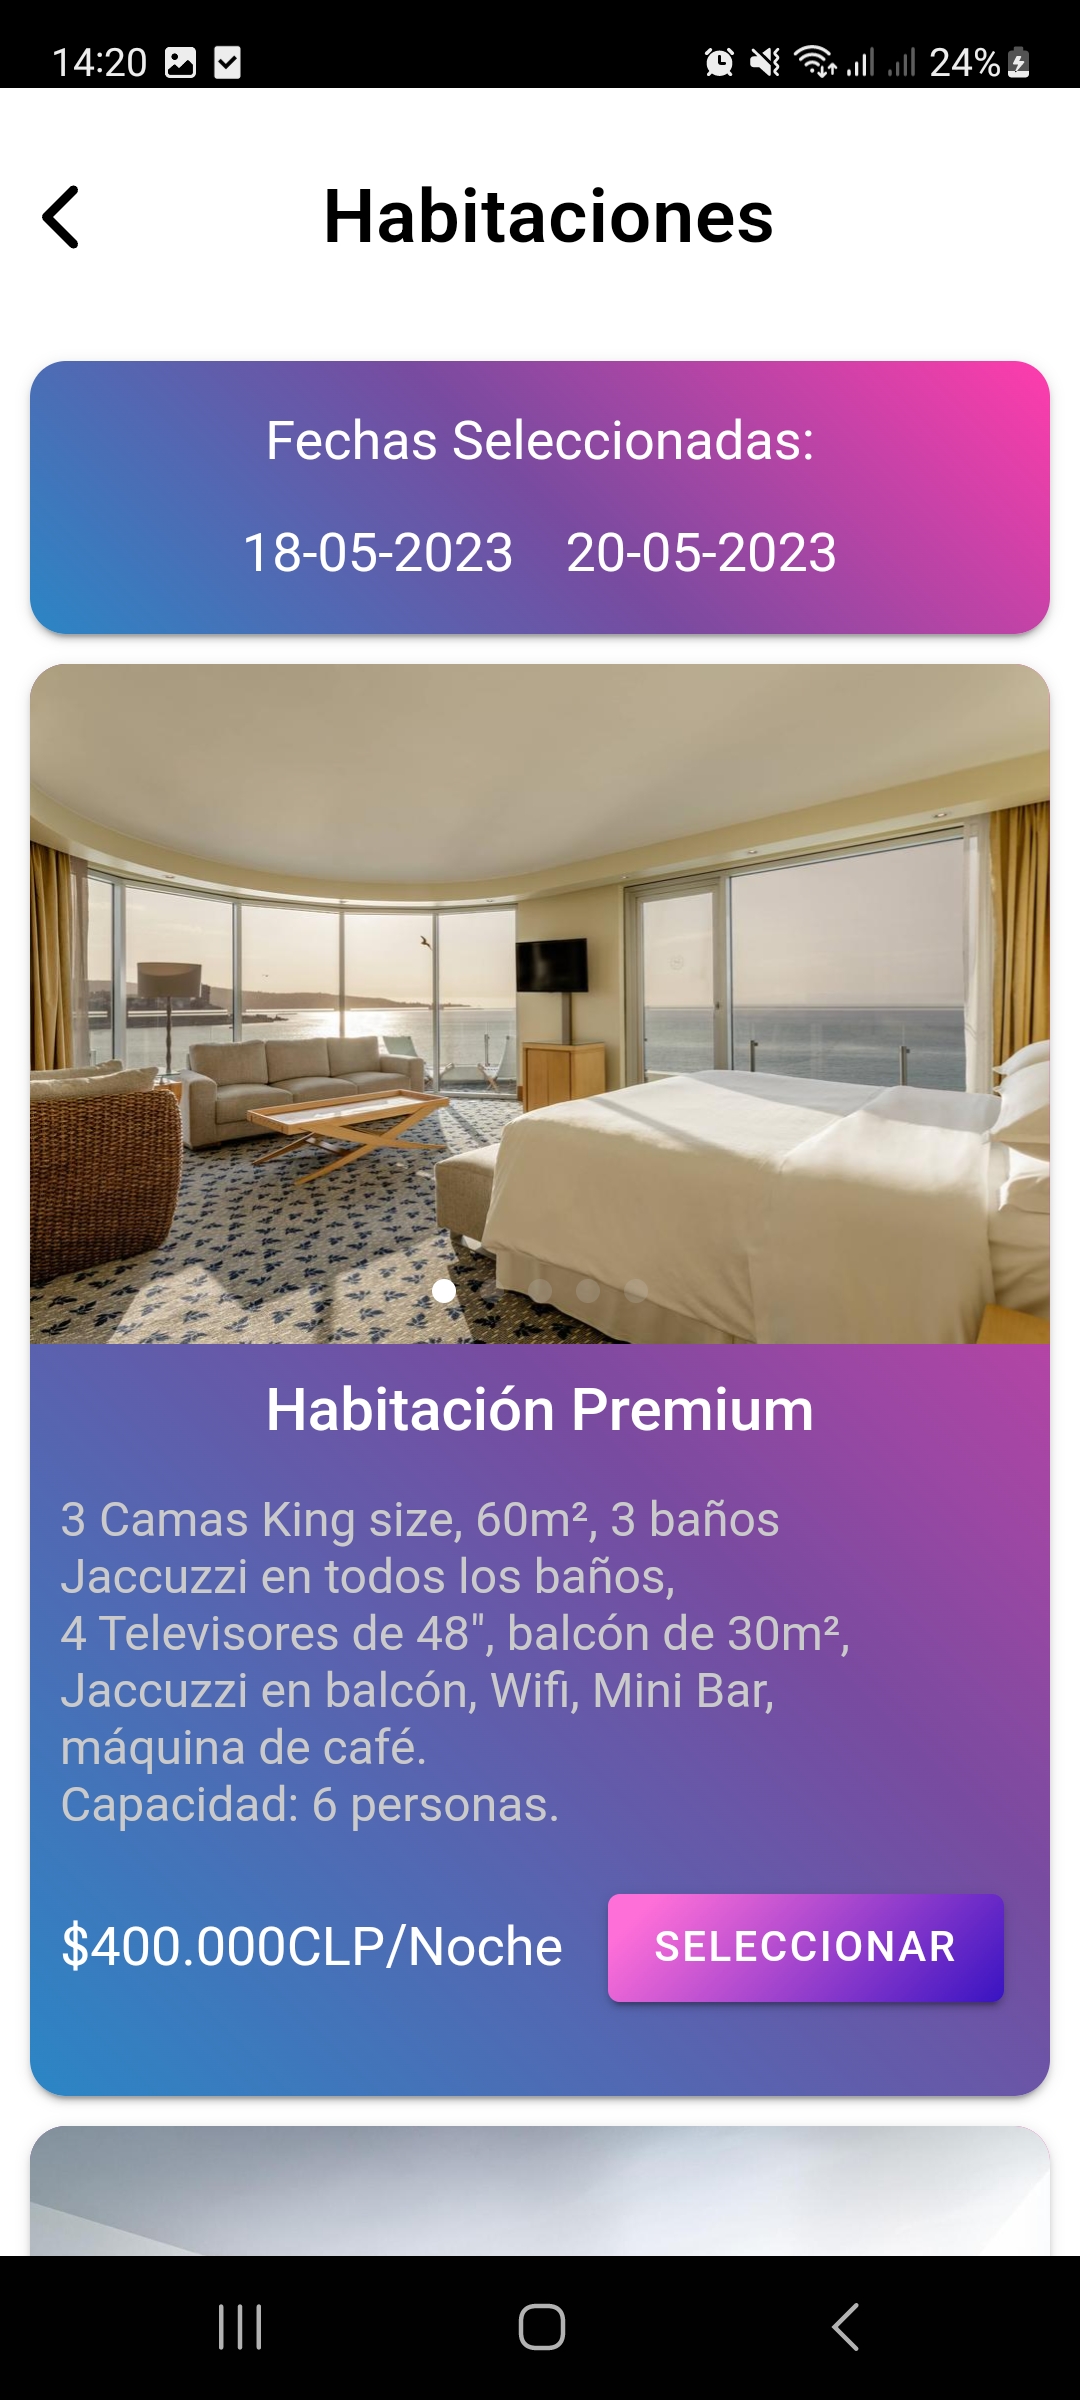 14:20
24%
Habitaciones
Fechas Seleccionadas:
18-05-2023 20-05-2023
Habitación Premium
3 Camas King size, 60m², 3 baños
Jaccuzzi en todos los baños,
4 Televisores de 48", balcón de 30m²,
Jaccuzzi en balcón, Wifi, Mini Bar,
máquina de café.
Capacidad: 6 personas.
$400.000CLP/Noche
SELECCIONAR